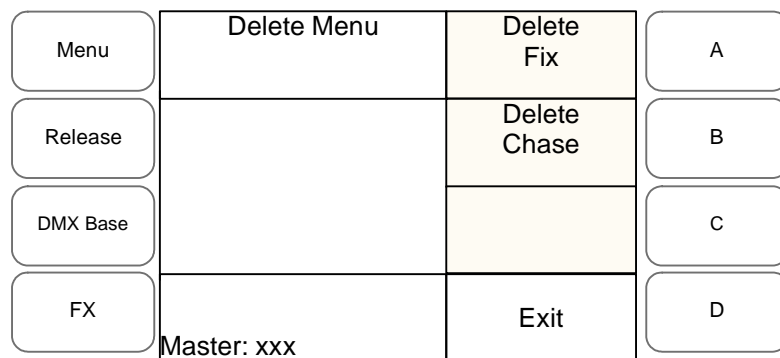 Menu
Delete Menu
Delete
Fix
A
Release
Delete
Chase
B
DMX Base
C
FX
Master: xxx
Exit
D